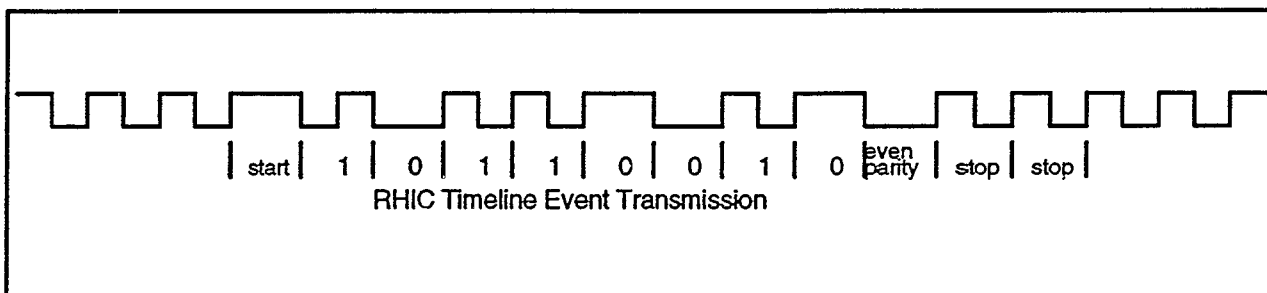 | start | 1 | 0 | 1 | 1 | 0 | 0 | 1 | 0 | even parity | stop | stop |
RHIC Timeline Event Transmission